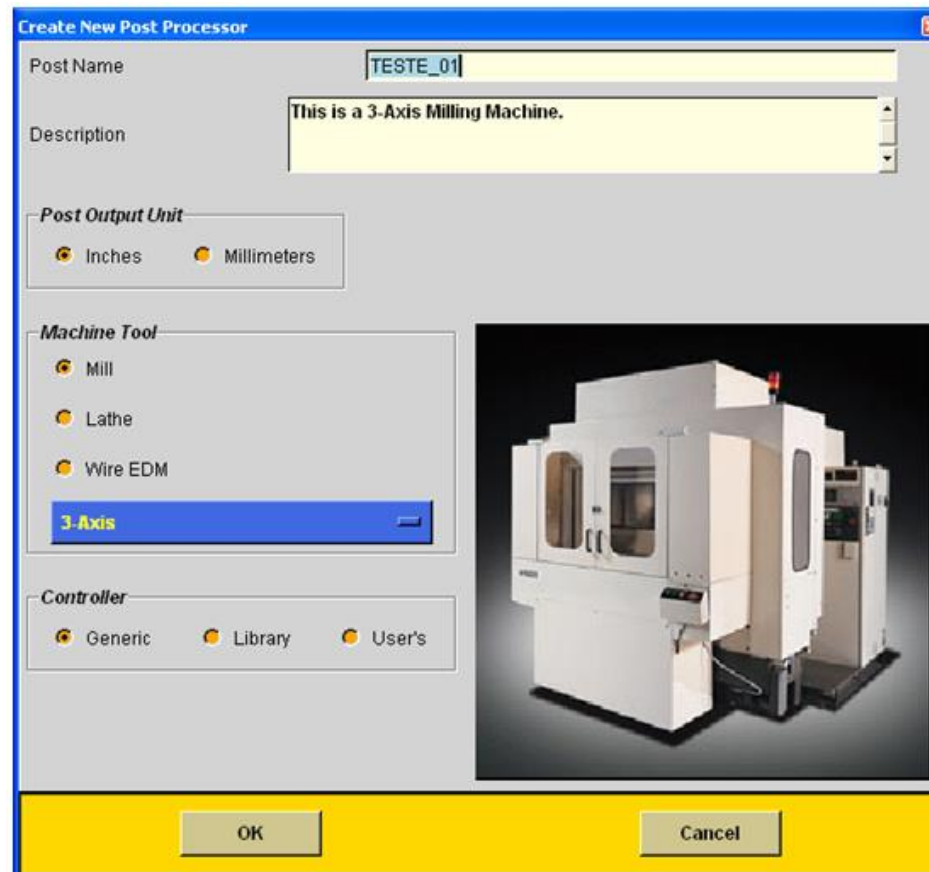 Create New Post Processor
Post Name
TESTE_01
Description
This is a 3-Axis Milling Machine.
Post Output Unit
Inches
Millimeters
Machine Tool
Mill
Lathe
Wire EDM
3-Axis
Controller
Generic
Library
User's
OK
Cancel